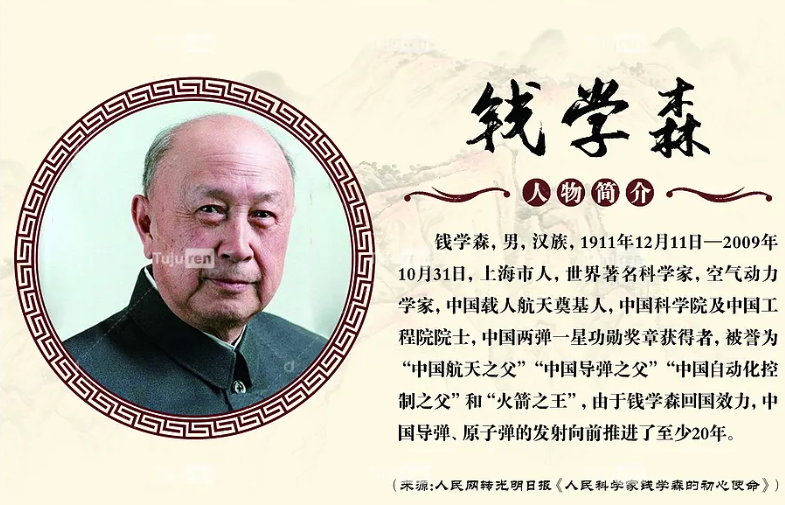 钱学森
人物简介
钱学森，男，汉族，1911年12月11日—2009年
10月31日，上海市人，世界著名科学家，空气动力
学家，中国载人航天奠基人，中国科学院及中国工
程院院士，中国两弹一星功勋奖章获得者，被誉为
“中国航天之父”“中国导弹之父”“中国自动化控
制之父”和“火箭之王”，由于钱学森回国效力，中
国导弹、原子弹的发射向前推进了至少20年。
（来源：人民网转光明日报《人民科学家钱学森的初心使命》）
Tujuren